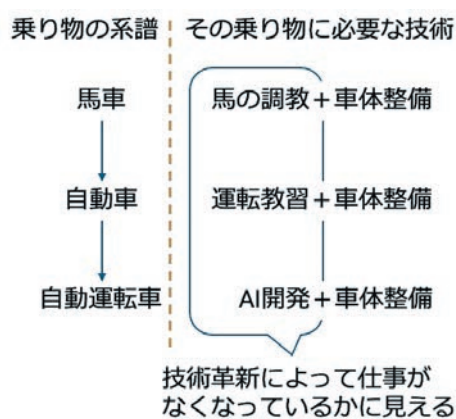 乗り物の系譜
その乗り物に必要な技術
馬車
馬の調教+車体整備
自動車
運転教習+車体整備
自動運転車
AI開発+車体整備
技術革新によって仕事が
なくなっているかに見える